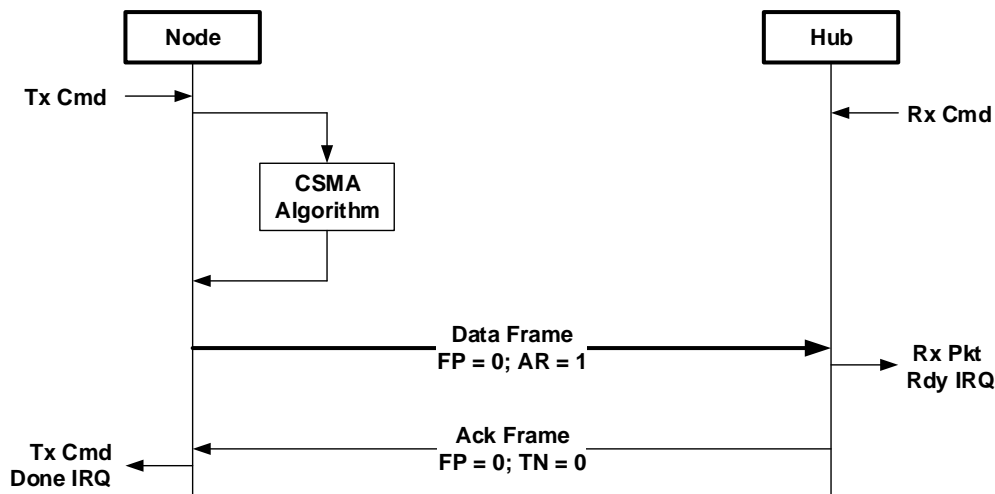 Node
Hub
Tx Cmd
Rx Cmd
CSMA
Algorithm
Data Frame
FP = 0; AR = 1
Rx Pkt
Rdy IRQ
Ack Frame
FP = 0; TN = 0
Tx Cmd
Done IRQ